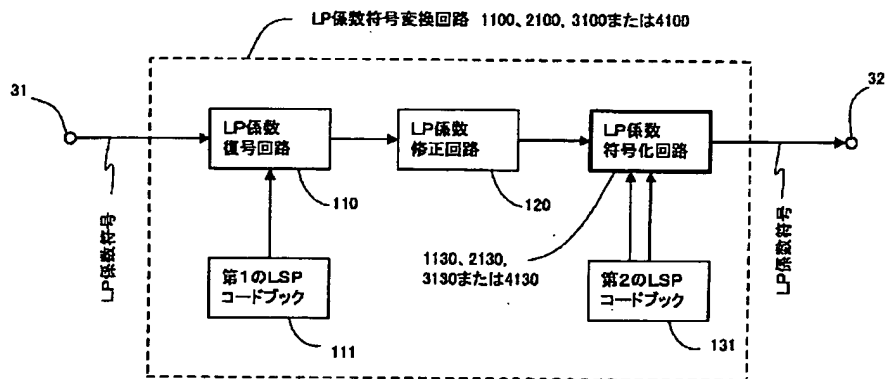 LP係数符号変換回路 1100、2100、3100または4100
31
32
LP係数
復号回路
LP係数
修正回路
LP係数
符号化回路
LP係数符号
110
120
LP係数符号
1130、2130、
3130または4130
第1のLSP
コードブック
第2のLSP
コードブック
111
131